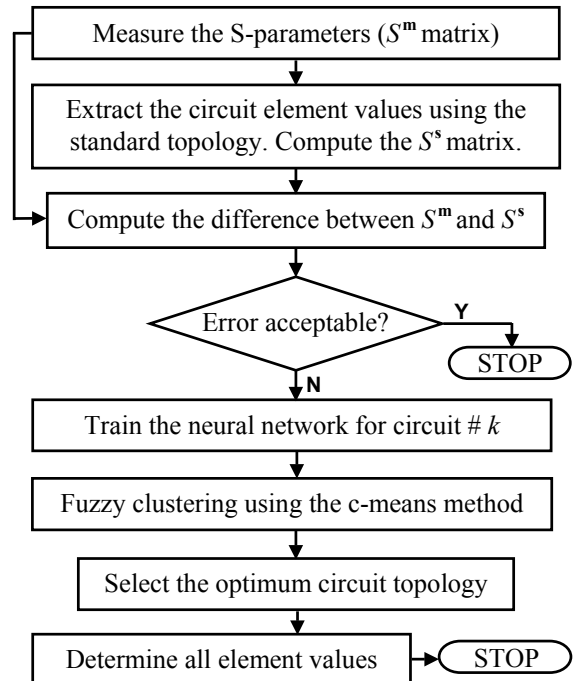 Measure the S-parameters (Sᵐ matrix)
Extract the circuit element values using the
standard topology. Compute the Sˢ matrix.
Compute the difference between Sᵐ and Sˢ
Error acceptable?
Y
STOP
N
Train the neural network for circuit # k
Fuzzy clustering using the c-means method
Select the optimum circuit topology
Determine all element values
STOP